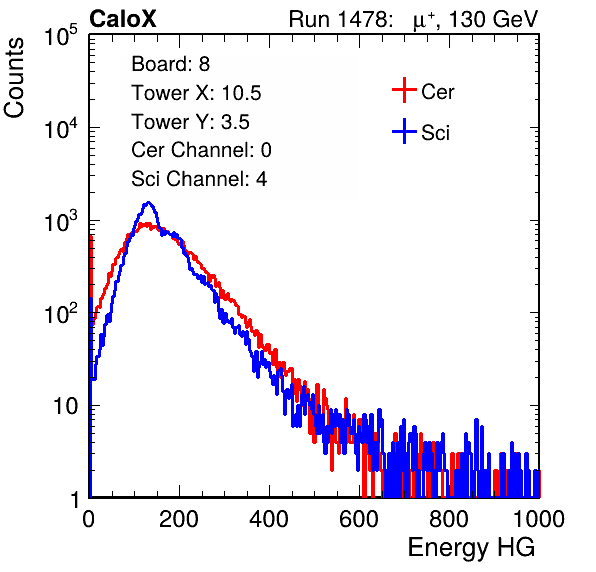 CaloX Run 1478: μ⁺, 130 GeV
Counts
10⁵
10⁴
10³
10²
10
1
Board: 8
Tower X: 10.5
Tower Y: 3.5
Cer Channel: 0
Sci Channel: 4
Cer
Sci
0 200 400 600 800 1000
Energy HG